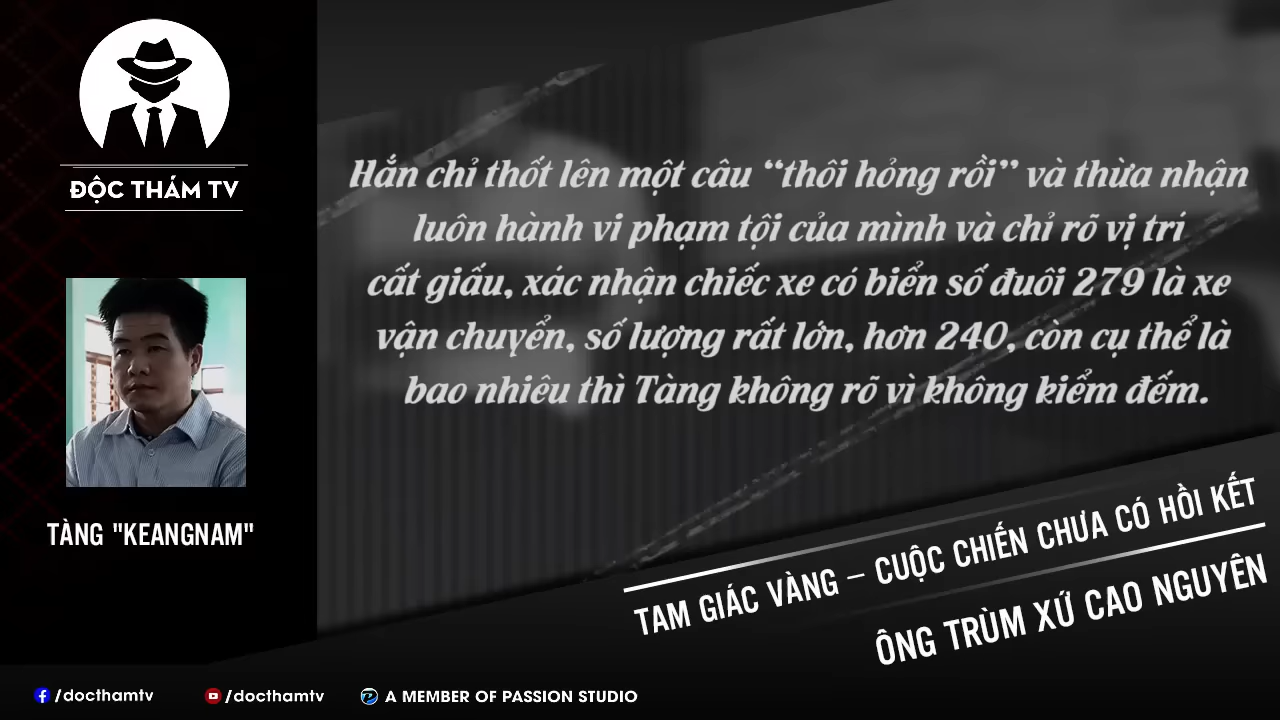 ĐỘC THÁM TV
TÀNG "KEANGNAM"
Hắn chỉ thốt lên một câu “thôi hỏng rồi” và thừa nhận
luôn hành vi phạm tội của mình và chỉ rõ vị trí
cất giấu, xác nhận chiếc xe có biển số đuôi 279 là xe
vận chuyển, số lượng rất lớn, hơn 240, còn cụ thể là
bao nhiêu thì Tàng không rõ vì không kiểm đếm.
TAM GIÁC VÀNG – CUỘC CHIẾN CHƯA CÓ HỒI KẾT
ÔNG TRÙM XỨ CAO NGUYÊN
/docthamtv
/docthamtv
A MEMBER OF PASSION STUDIO